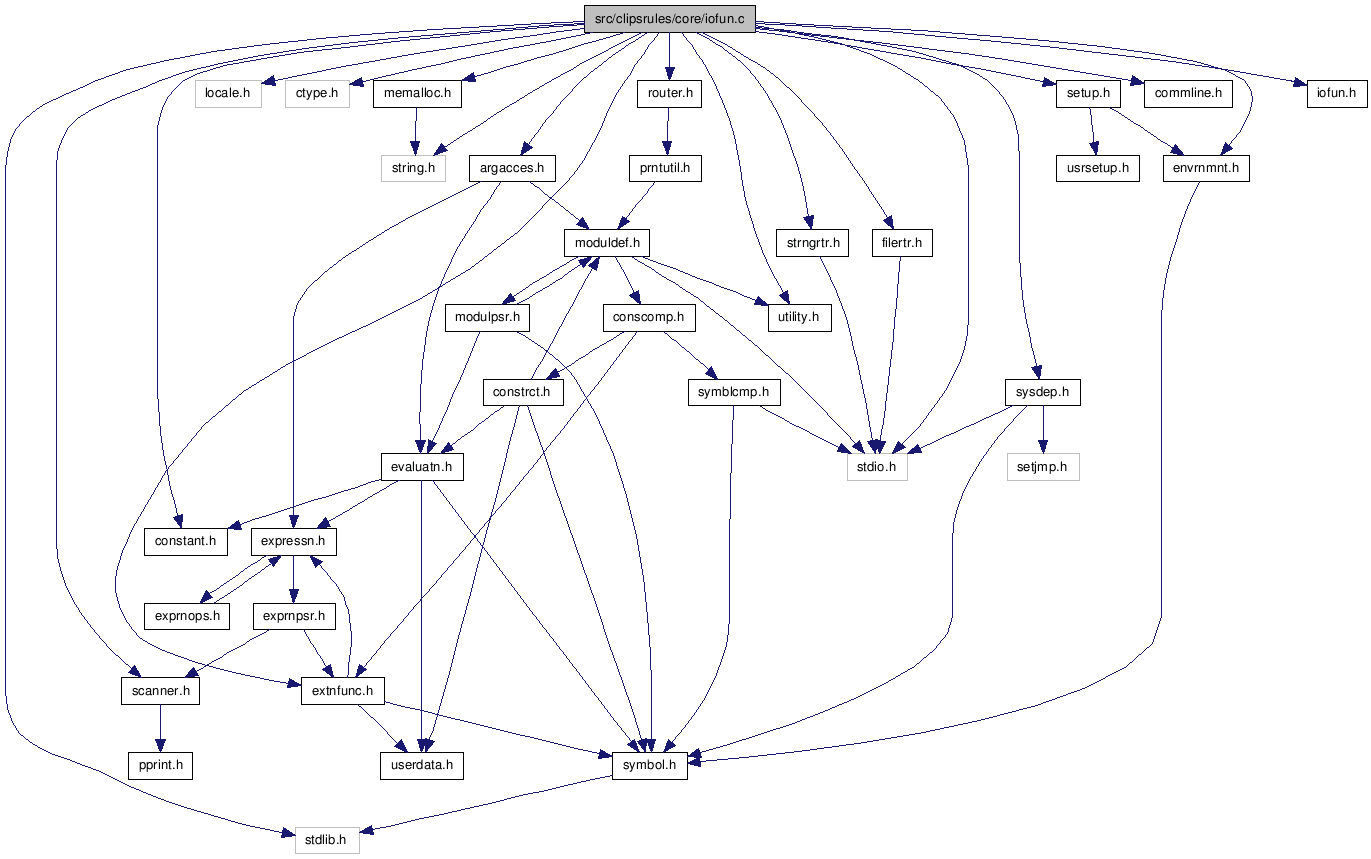 src/clipsrules/core/iofun.c
locale.h
ctype.h
memalloc.h
router.h
setup.h
commline.h
iofun.h
string.h
argacces.h
prntutil.h
usrsetup.h
envrnmnt.h
moduldef.h
strngrtr.h
filertr.h
modulpsr.h
conscomp.h
utility.h
constrct.h
symblcmp.h
sysdep.h
evaluatn.h
stdio.h
setjmp.h
constant.h
expressn.h
exprnops.h
exprnpsr.h
scanner.h
extnfunc.h
pprint.h
userdata.h
symbol.h
stdlib.h